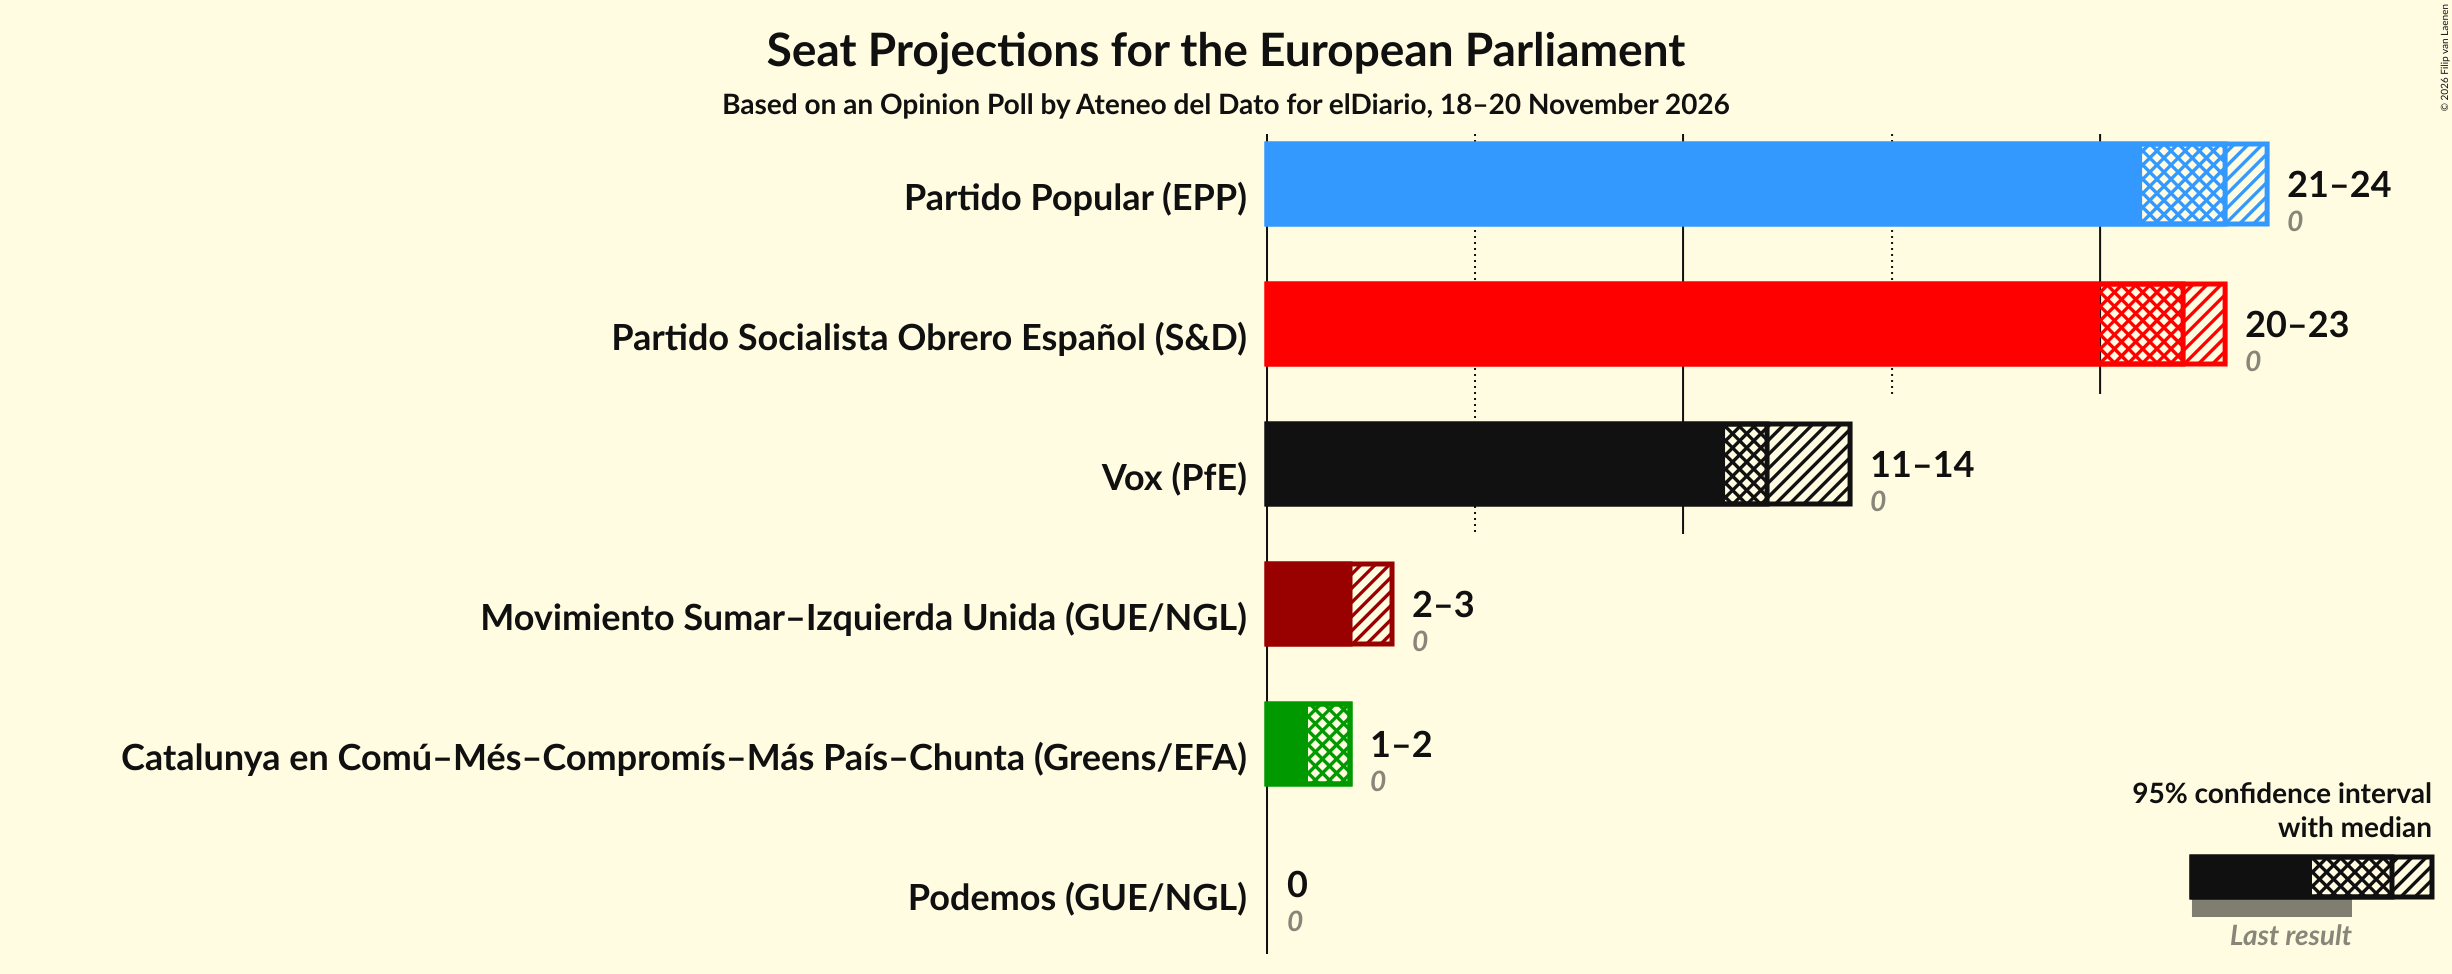 Seat Projections for the European Parliament
Based on an Opinion Poll by Ateneo del Dato for elDiario, 18–20 November 2026
© 2026 Filip van Laenen
Partido Popular (EPP)
21–24
0
Partido Socialista Obrero Español (S&D)
20–23
0
Vox (PfE)
11–14
0
Movimiento Sumar–Izquierda Unida (GUE/NGL)
2–3
0
Catalunya en Comú–Més–Compromís–Más País–Chunta (Greens/EFA)
1–2
0
Podemos (GUE/NGL)
0
0
95% confidence interval
with median
Last result